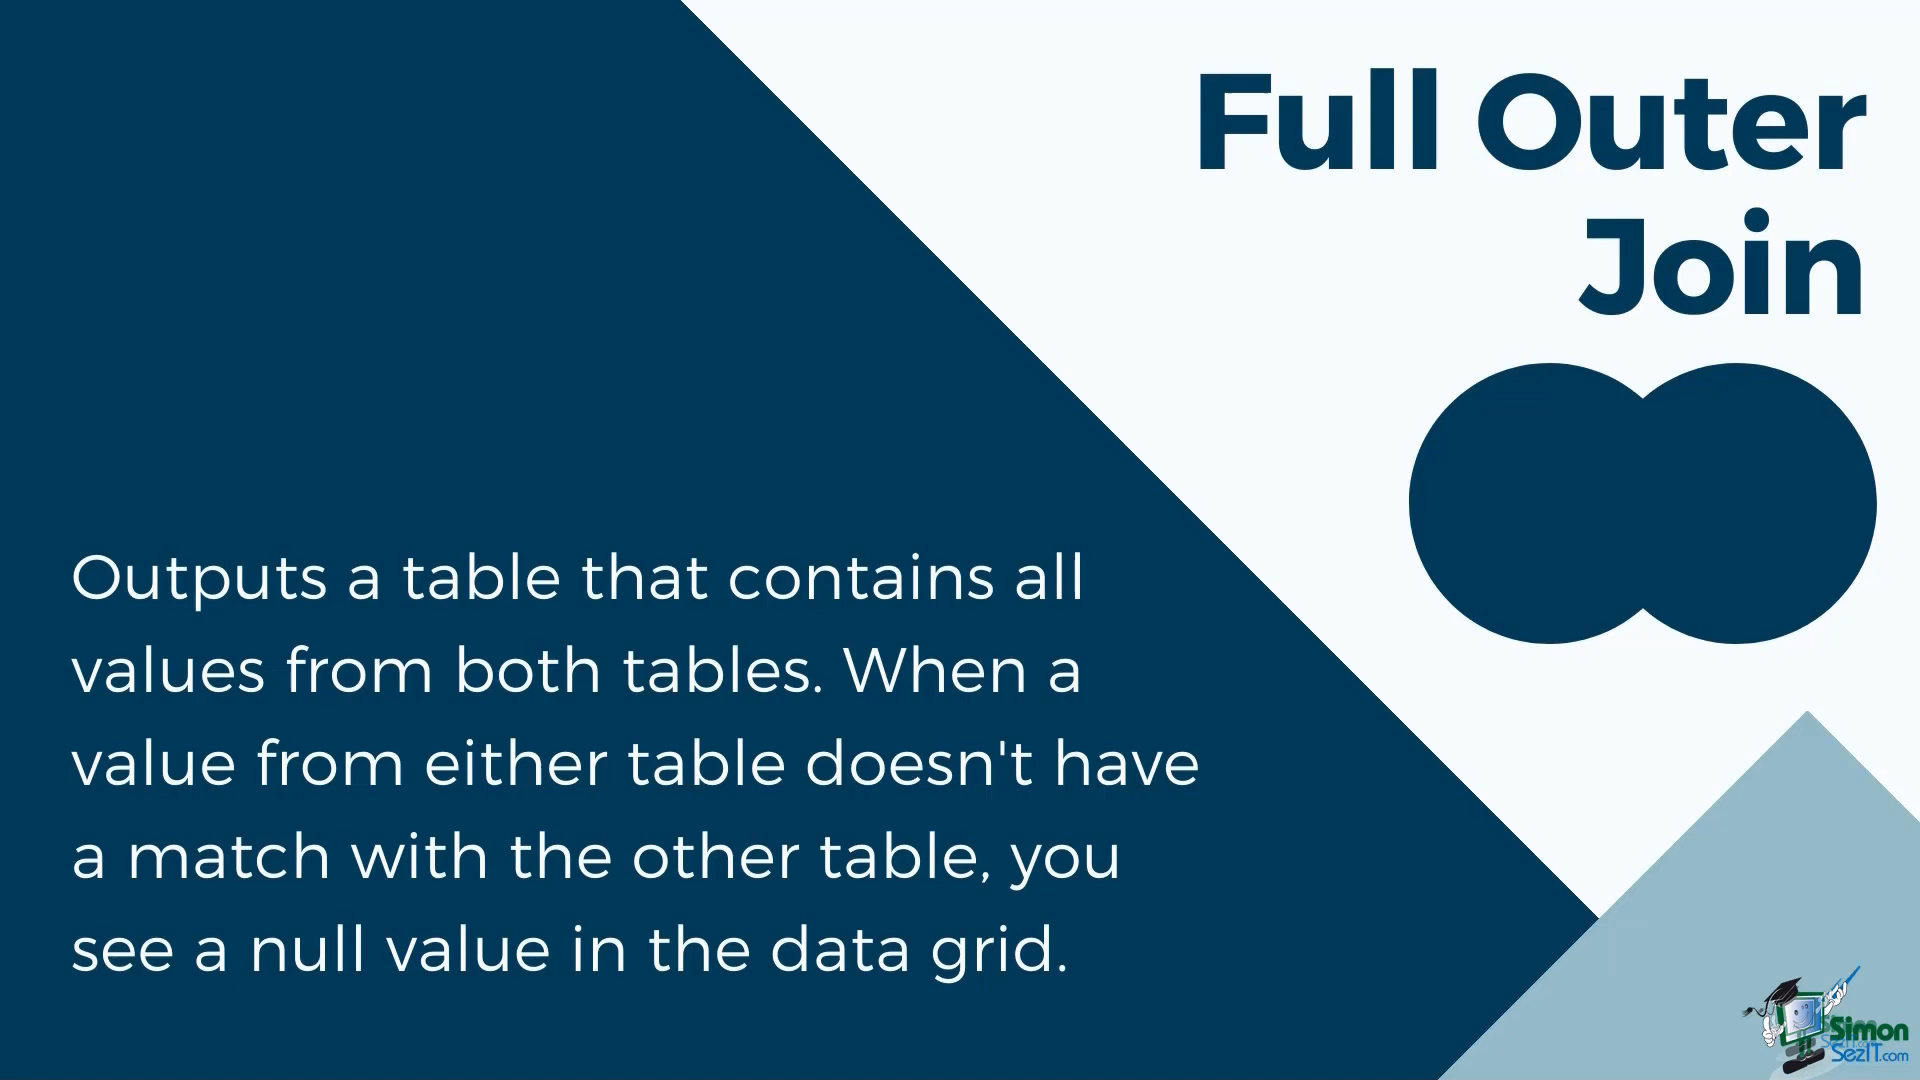 Full Outer
Join
Outputs a table that contains all
values from both tables. When a
value from either table doesn't have
a match with the other table, you
see a null value in the data grid.
Simon
SezIT.com